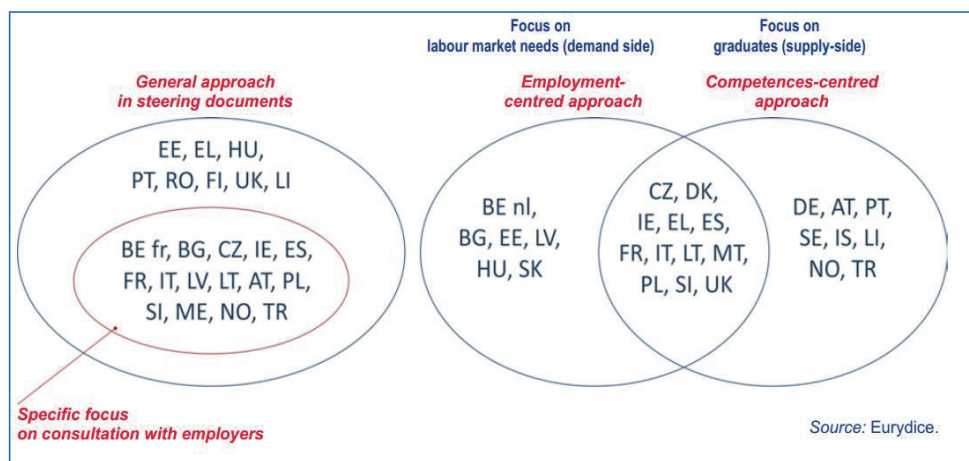 Focus on
labour market needs (demand side)
Focus on
graduates (supply-side)
General approach
in steering documents
Employment-
centred approach
Competences-centred
approach
EE, EL, HU,
PT, RO, FI, UK, LI
BE fr, BG, CZ, IE, ES,
FR, IT, LV, LT, AT, PL,
SI, ME, NO, TR
BE nl,
BG, EE, LV,
HU, SK
CZ, DK,
IE, EL, ES,
FR, IT, LT, MT,
PL, SI, UK
DE, AT, PT,
SE, IS, LI,
NO, TR
Specific focus
on consultation with employers
Source: Eurydice.